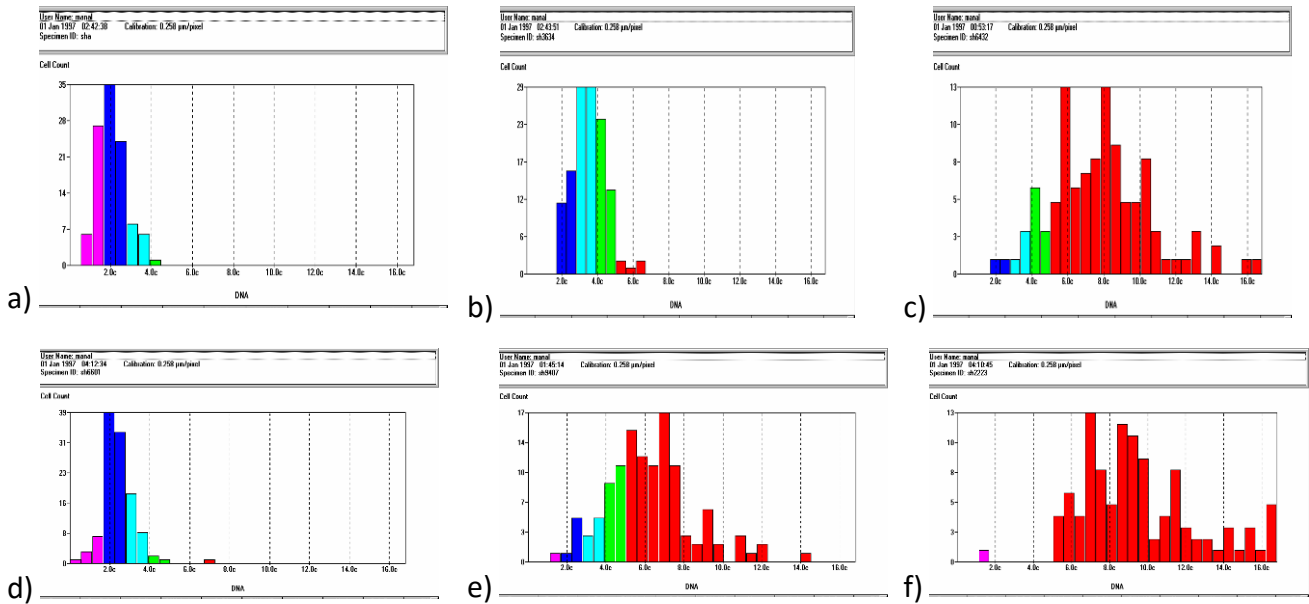 User Name: manal
01 Jan 1997 02:42:38 Calibration: 0.258 µm/pixel
Specimen ID: sha
Cell Count
35
28
21
14
7
0
2.0c 4.0c 6.0c 8.0c 10.0c 12.0c 14.0c 16.0c
DNA
a)
User Name: manal
01 Jan 1997 02:43:51 Calibration: 0.258 µm/pixel
Specimen ID: sh3634
Cell Count
29
23
17
12
6
0
2.0c 4.0c 6.0c 8.0c 10.0c 12.0c 14.0c 16.0c
DNA
b)
User Name: manal
01 Jan 1997 00:53:17 Calibration: 0.258 µm/pixel
Specimen ID: sh6432
Cell Count
13
10
8
5
3
0
2.0c 4.0c 6.0c 8.0c 10.0c 12.0c 14.0c 16.0c
DNA
c)
User Name: manal
01 Jan 1997 04:12:34 Calibration: 0.258 µm/pixel
Specimen ID: sh6601
Cell Count
39
31
23
16
8
0
2.0c 4.0c 6.0c 8.0c 10.0c 12.0c 14.0c 16.0c
DNA
d)
User Name: manal
01 Jan 1997 01:45:14 Calibration: 0.258 µm/pixel
Specimen ID: sh9407
Cell Count
17
14
10
7
3
0
2.0c 4.0c 6.0c 8.0c 10.0c 12.0c 14.0c 16.0c
DNA
e)
User Name: manal
01 Jan 1997 04:10:45 Calibration: 0.258 µm/pixel
Specimen ID: sh2223
Cell Count
13
10
8
5
3
0
2.0c 4.0c 6.0c 8.0c 10.0c 12.0c 14.0c 16.0c
DNA
f)